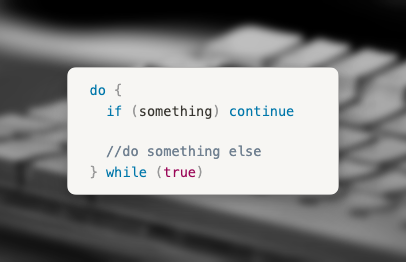 do {
if (something) continue
//do something else
} while (true)